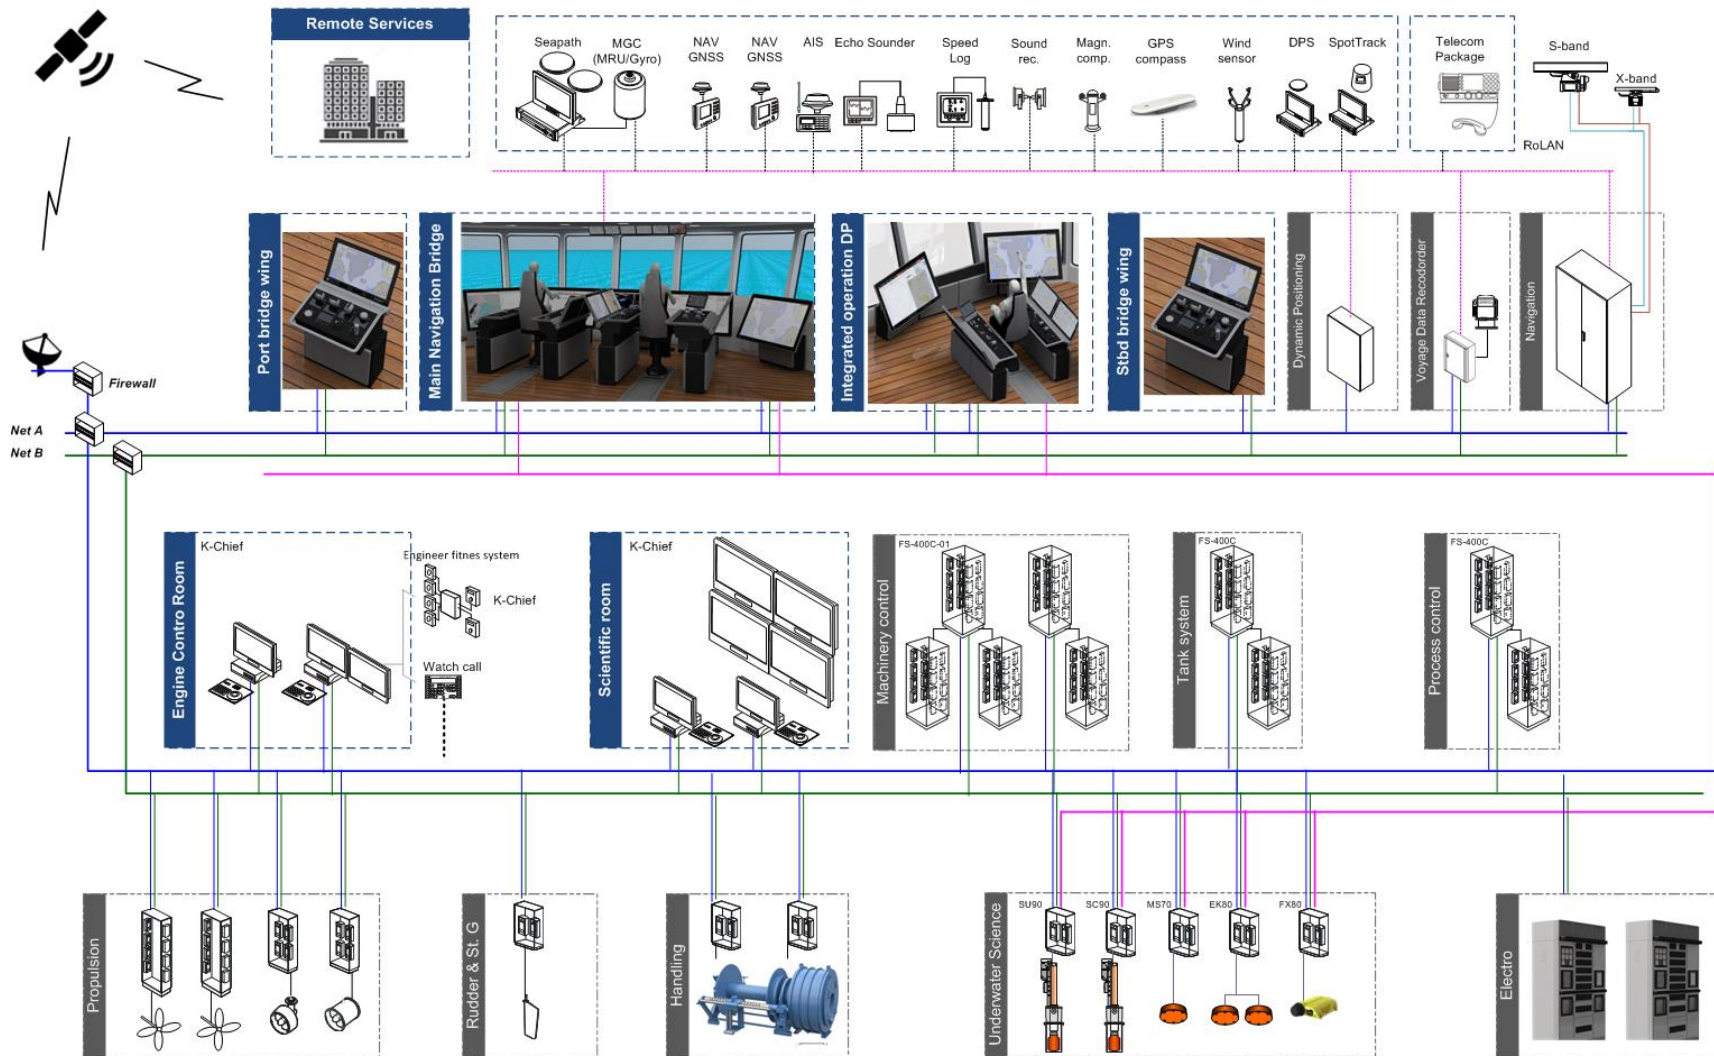 Remote Services
Seapath
MGC
(MRU/Gyro)
NAV
GNSS
NAV
GNSS
AIS
Echo Sounder
Speed
Log
Sound
rec.
Magn.
comp.
GPS
compass
Wind
sensor
DPS
SpotTrack
Telecom
Package
S-band
X-band
RoLAN
Port bridge wing
Main Navigation Bridge
Integrated operation DP
Stbd bridge wing
Dynamic Positioning
Voyage Data Recodorder
Navigation
Firewall
Net A
Net B
Engine Contro Room
K-Chief
Engineer fitnes system
K-Chief
Watch call
Scientific room
K-Chief
Machinery control
FS-400C-01
Tank system
FS-400C
Process control
FS-400C
Propulsion
Rudder & St. G
Handling
Underwater Science
SU90
SC90
MS70
EK80
FX80
Electro